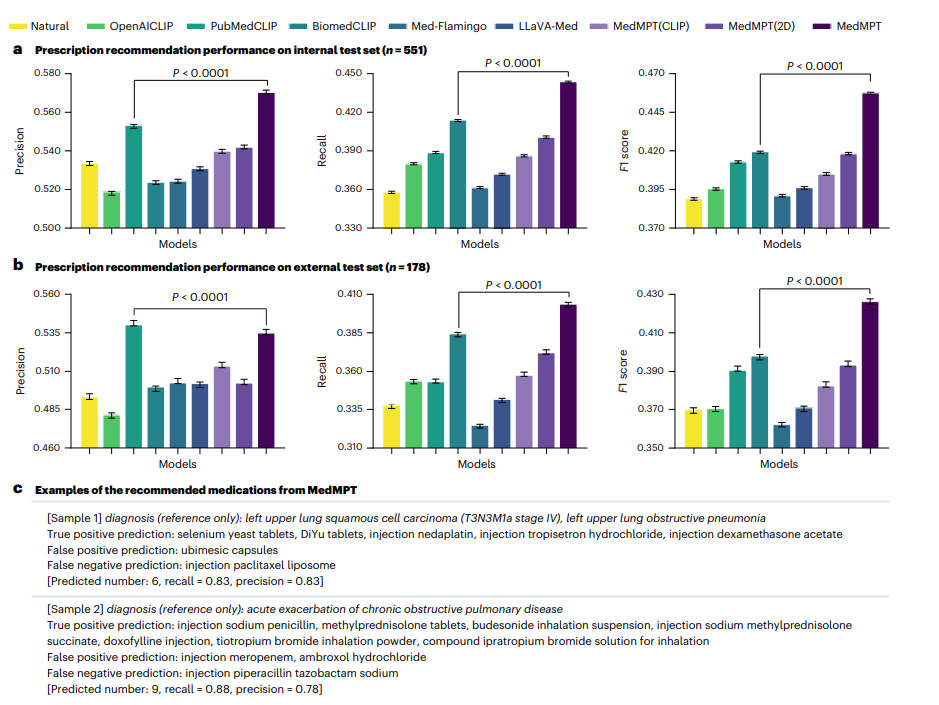 Natural OpenAICLIP PubMedCLIP BiomedCLIP Med-Flamingo LLaVA-Med MedMPT(CLIP) MedMPT(2D) MedMPT
a Prescription recommendation performance on internal test set (n = 551)
Precision
0.580
0.560
0.540
0.520
0.500
P < 0.0001
Models
Recall
0.450
0.420
0.390
0.360
0.330
P < 0.0001
Models
F1 score
0.470
0.445
0.420
0.395
0.370
P < 0.0001
Models
b Prescription recommendation performance on external test set (n = 178)
Precision
0.560
0.535
0.510
0.485
0.460
P < 0.0001
Models
Recall
0.410
0.385
0.360
0.335
0.310
P < 0.0001
Models
F1 score
0.430
0.410
0.390
0.370
0.350
P < 0.0001
Models
c Examples of the recommended medications from MedMPT
[Sample 1] diagnosis (reference only): left upper lung squamous cell carcinoma (T3N3M1a stage IV), left upper lung obstructive pneumonia
True positive prediction: selenium yeast tablets, DiYu tablets, injection nedaplatin, injection tropisetron hydrochloride, injection dexamethasone acetate
False positive prediction: ubimesic capsules
False negative prediction: injection paclitaxel liposome
[Predicted number: 6, recall = 0.83, precision = 0.83]
[Sample 2] diagnosis (reference only): acute exacerbation of chronic obstructive pulmonary disease
True positive prediction: injection sodium penicillin, methylprednisolone tablets, budesonide inhalation suspension, injection sodium methylprednisolone
succinate, doxofylline injection, tiotropium bromide inhalation powder, compound ipratropium bromide solution for inhalation
False positive prediction: injection meropenem, ambroxol hydrochloride
False negative prediction: injection piperacillin tazobactam sodium
[Predicted number: 9, recall = 0.88, precision = 0.78]